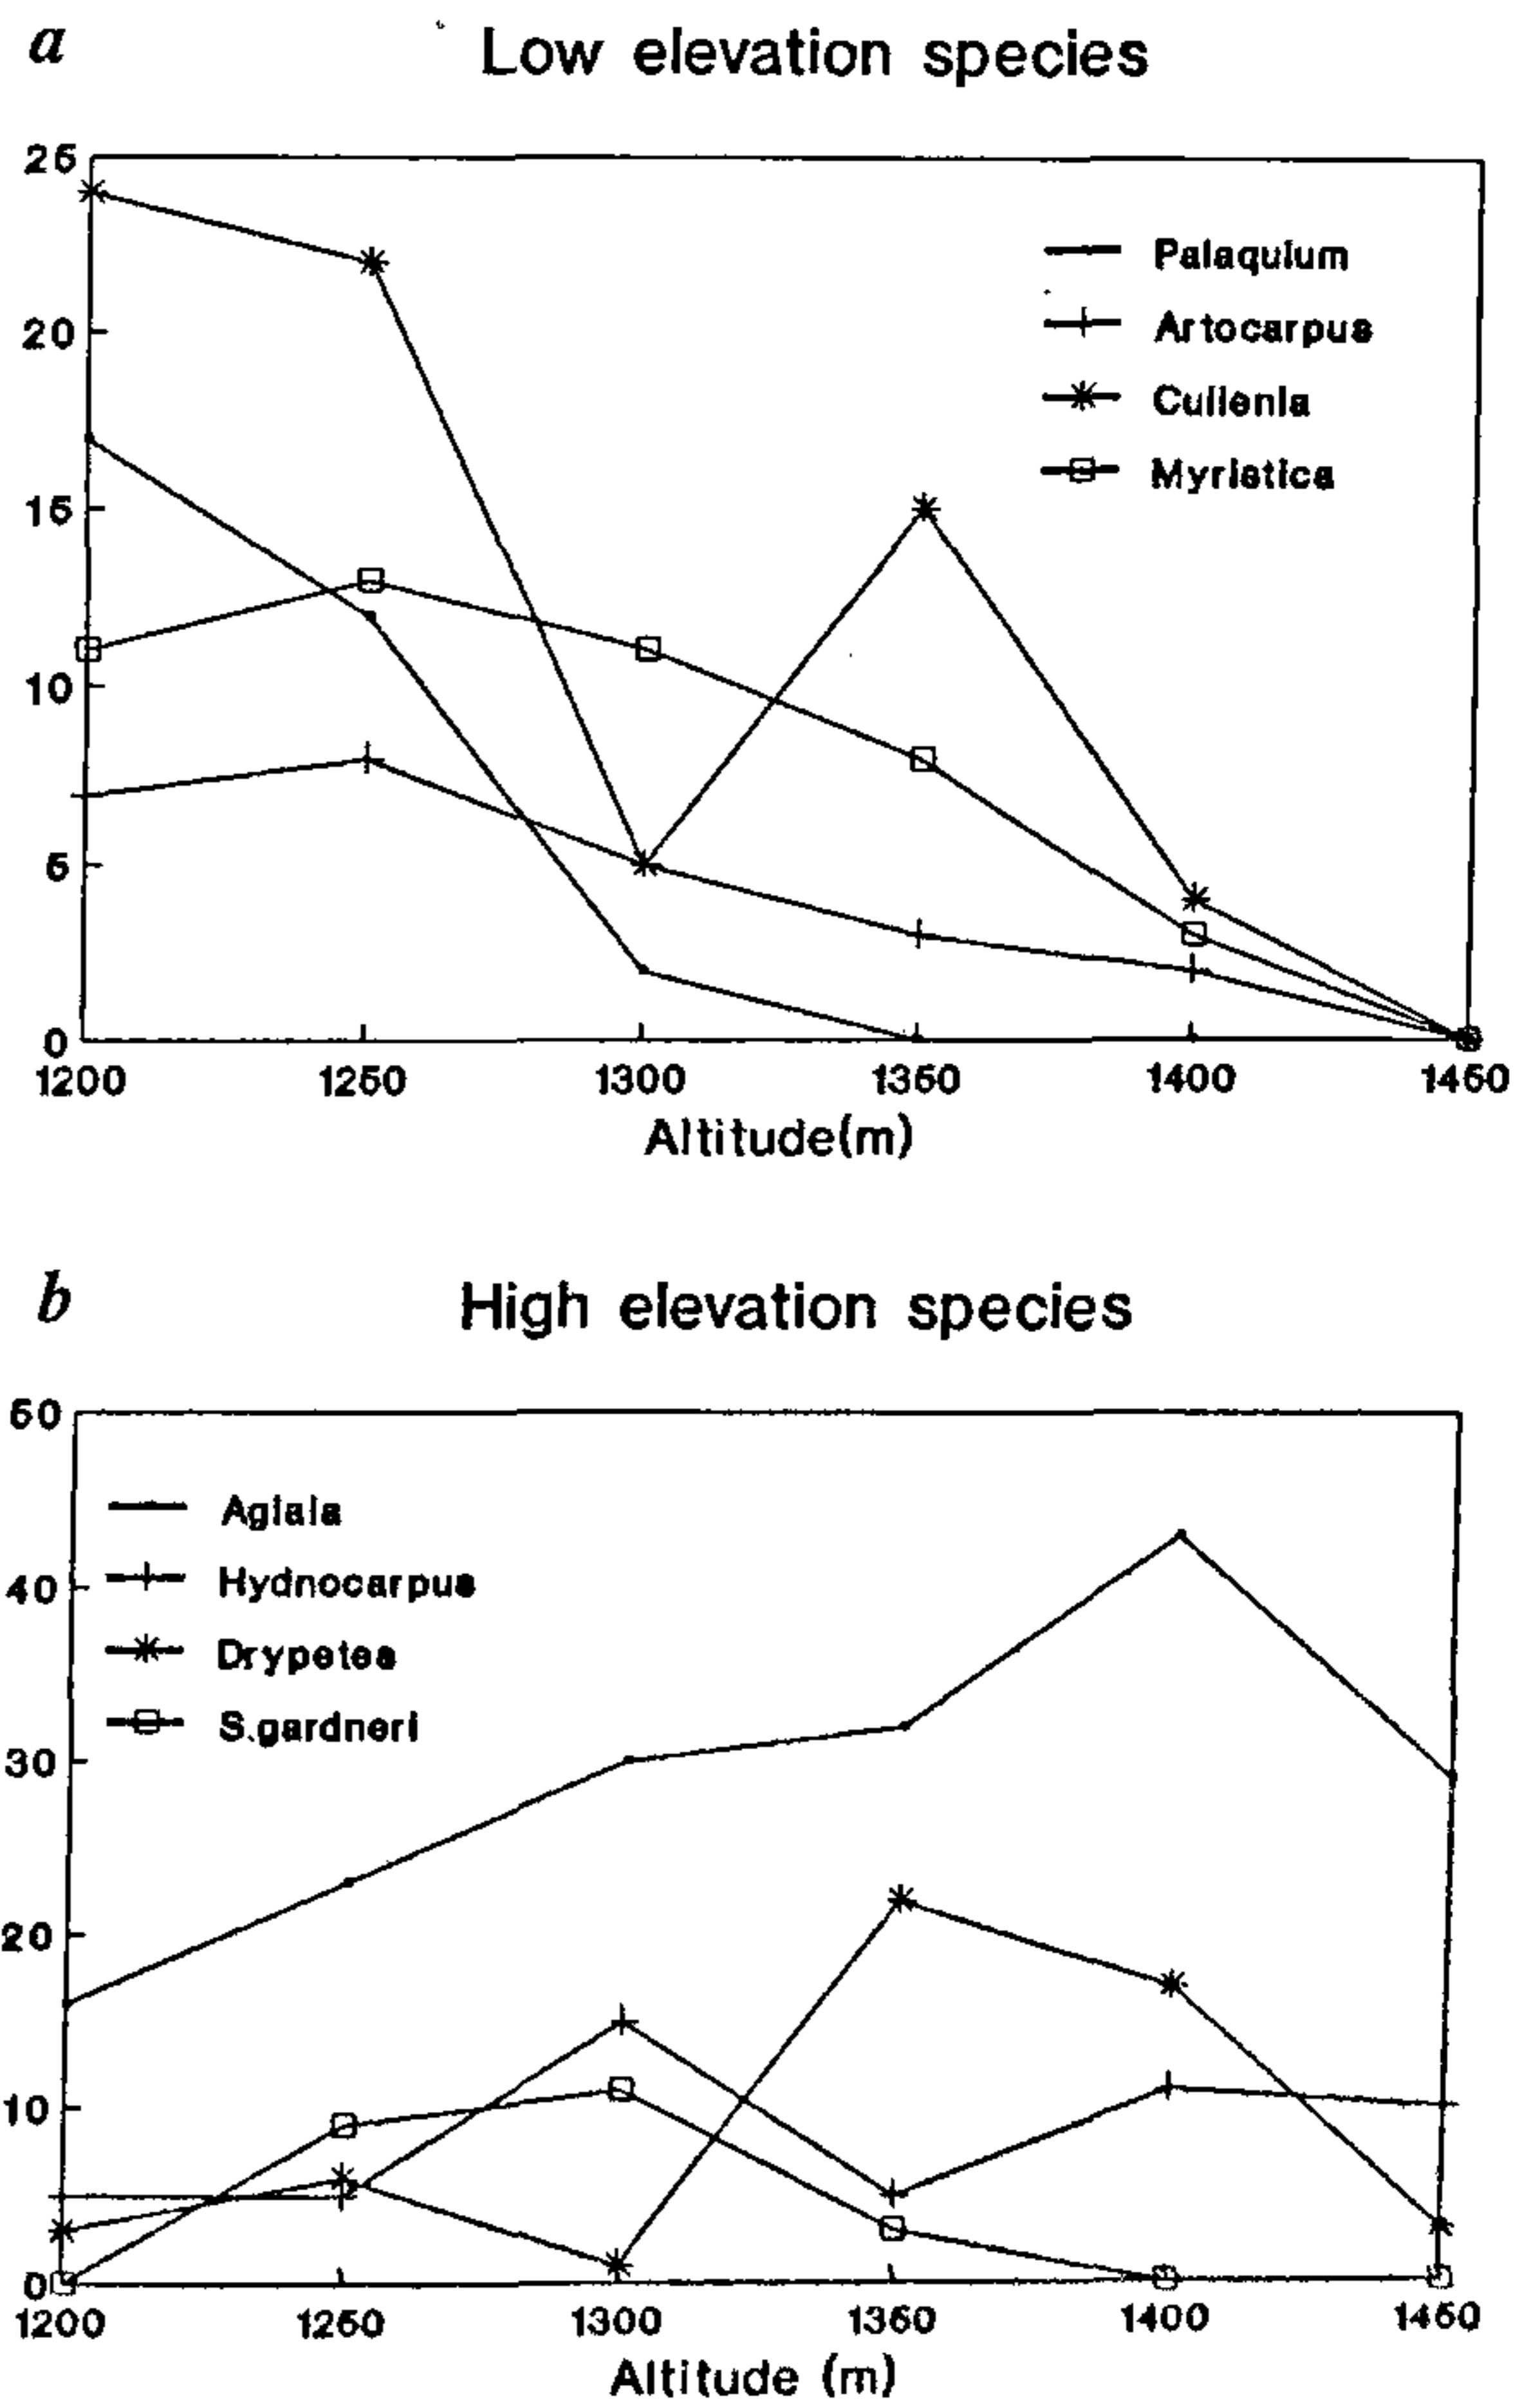 a
Low elevation species
25
20
15
10
5
0
Palaquium
Artocarpus
Cullenia
Myristica
1200 1250 1300 1350 1400 1450
Altitude(m)
b
High elevation species
50
40
30
20
10
0
Aglaia
Hydnocarpus
Drypetes
S.gardneri
1200 1250 1300 1350 1400 1450
Altitude (m)